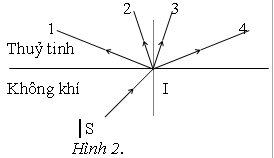 1 2 3 4
Thuỷ tinh
Không khí I
S
Hình 2.